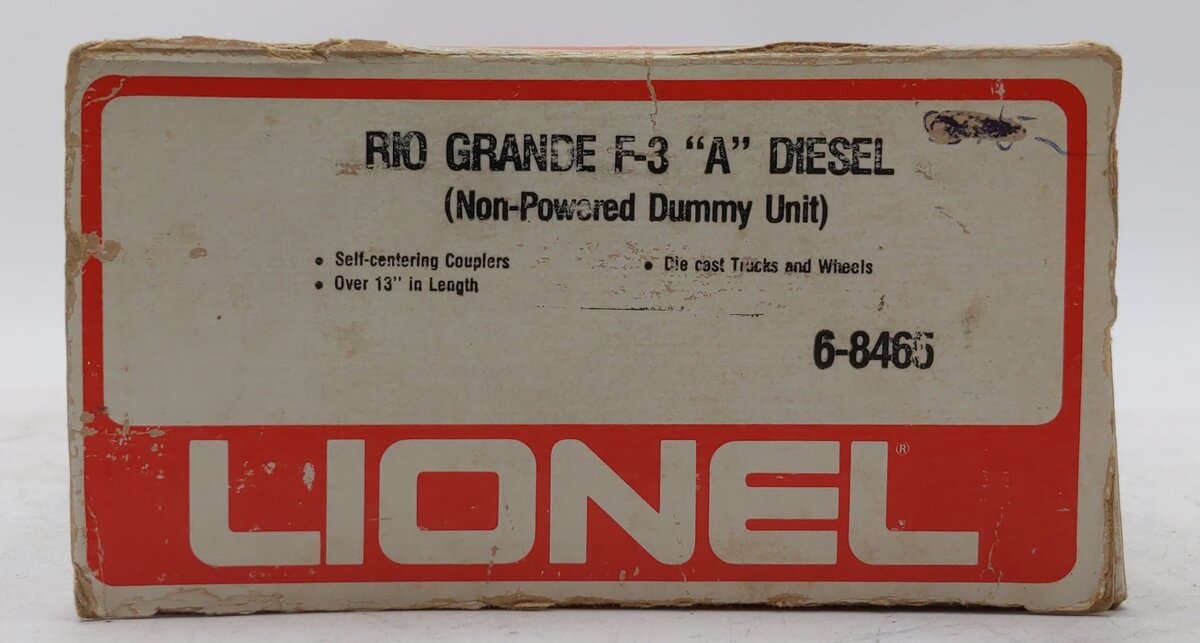 RIO GRANDE F-3 "A" DIESEL
(Non-Powered Dummy Unit)
• Self-centering Couplers
• Over 13" in Length
• Die cast Trucks and Wheels
6-8465
LIONEL®